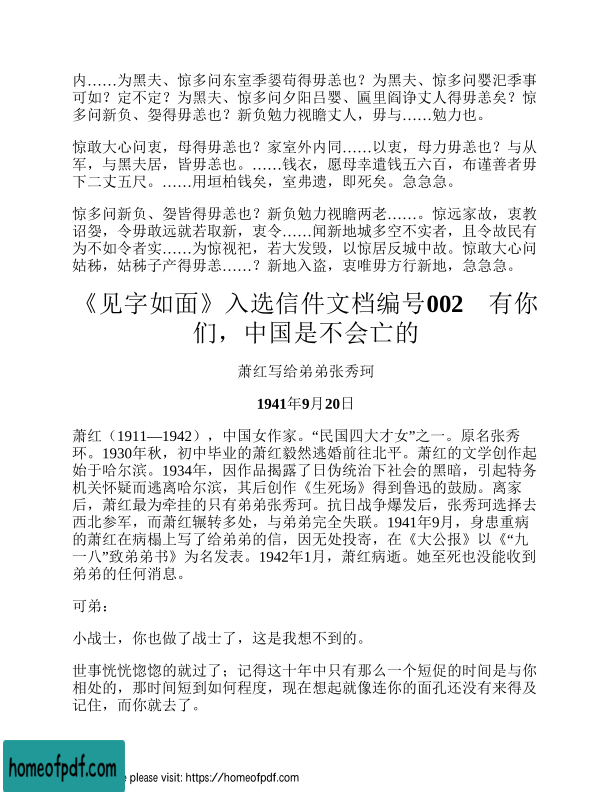 内……为黑夫、惊多问东室季媭苟得毋恙也？为黑夫、惊多问婴汜季事
可如？定不定？为黑夫、惊多问夕阳吕婴、匾里阎诤丈人得毋恙矣？惊
多问新负、妴得毋恙也？新负勉力视瞻丈人，毋与……勉力也。
惊敢大心问衷，母得毋恙也？家室外内同……以衷，母力毋恙也？与从
军，与黑夫居，皆毋恙也。……钱衣，愿母幸遣钱五六百，布谨善者毋
下二丈五尺。……用垣柏钱矣，室弗遗，即死矣。急急急。
惊多问新负、妴皆得毋恙也？新负勉力视瞻两老……。惊远家故，衷教
诏妴，令毋敢远就若取新，衷令……闻新地城多空不实者，且令故民有
为不如令者实……为惊视祀，若大发毁，以惊居反城中故。惊敢大心问
姑秭，姑秭子产得毋恙……？新地入盗，衷唯毋方行新地，急急急。
《见字如面》入选信件文档编号002　有你
们，中国是不会亡的
萧红写给弟弟张秀珂
1941年9月20日
萧红（1911—1942），中国女作家。“民国四大才女”之一。原名张秀
环。1930年秋，初中毕业的萧红毅然逃婚前往北平。萧红的文学创作起
始于哈尔滨。1934年，因作品揭露了日伪统治下社会的黑暗，引起特务
机关怀疑而逃离哈尔滨，其后创作《生死场》得到鲁迅的鼓励。离家
后，萧红最为牵挂的只有弟弟张秀珂。抗日战争爆发后，张秀珂选择去
西北参军，而萧红辗转多处，与弟弟完全失联。1941年9月，身患重病
的萧红在病榻上写了给弟弟的信，因无处投寄，在《大公报》以《“九
一八”致弟弟书》为名发表。1942年1月，萧红病逝。她至死也没能收到
弟弟的任何消息。
可弟：
小战士，你也做了战士了，这是我想不到的。
世事恍恍惚惚的就过了；记得这十年中只有那么一个短促的时间是与你
相处的，那时间短到如何程度，现在想起就像连你的面孔还没有来得及
记住，而你就去了。
homeofpdf.com
e please visit: https://homeofpdf.com